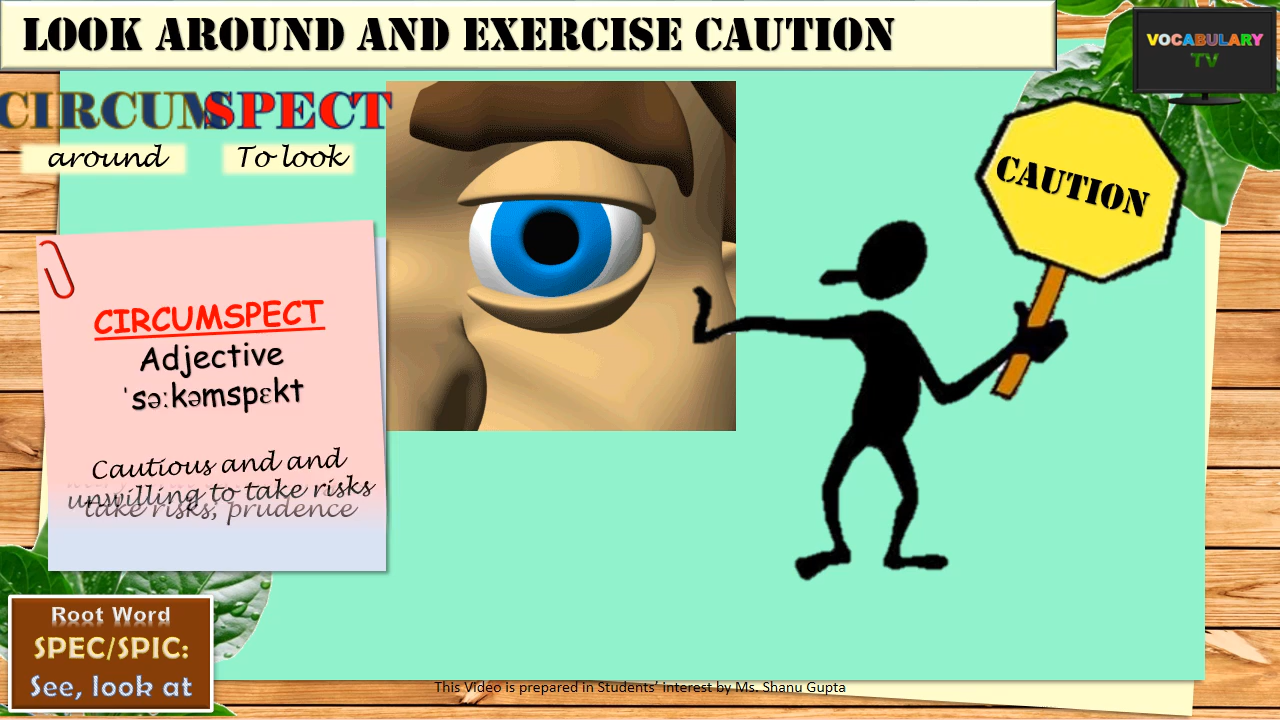 LOOK AROUND AND EXERCISE CAUTION
VOCABULARY
TV
CIRCUMSPECT
around To look
CAUTION
CIRCUMSPECT
Adjective
ˈsəːkəmspɛkt
Cautious and and
unwilling to take risks
take risks, prudence
Root Word
SPEC/SPIC:
See, look at
This Video is prepared in Students' interest by Ms. Shanu Gupta